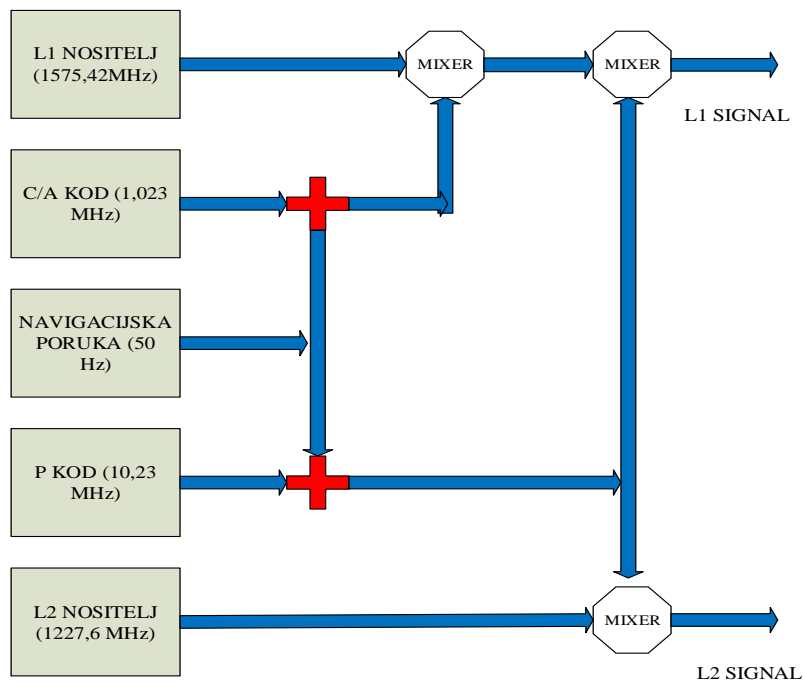 L1 NOSITELJ
(1575,42MHz)
MIXER
MIXER
L1 SIGNAL
C/A KOD (1,023
MHz)
NAVIGACIJSKA
PORUKA (50
Hz)
P KOD (10,23
MHz)
L2 NOSITELJ
(1227,6 MHz)
MIXER
L2 SIGNAL